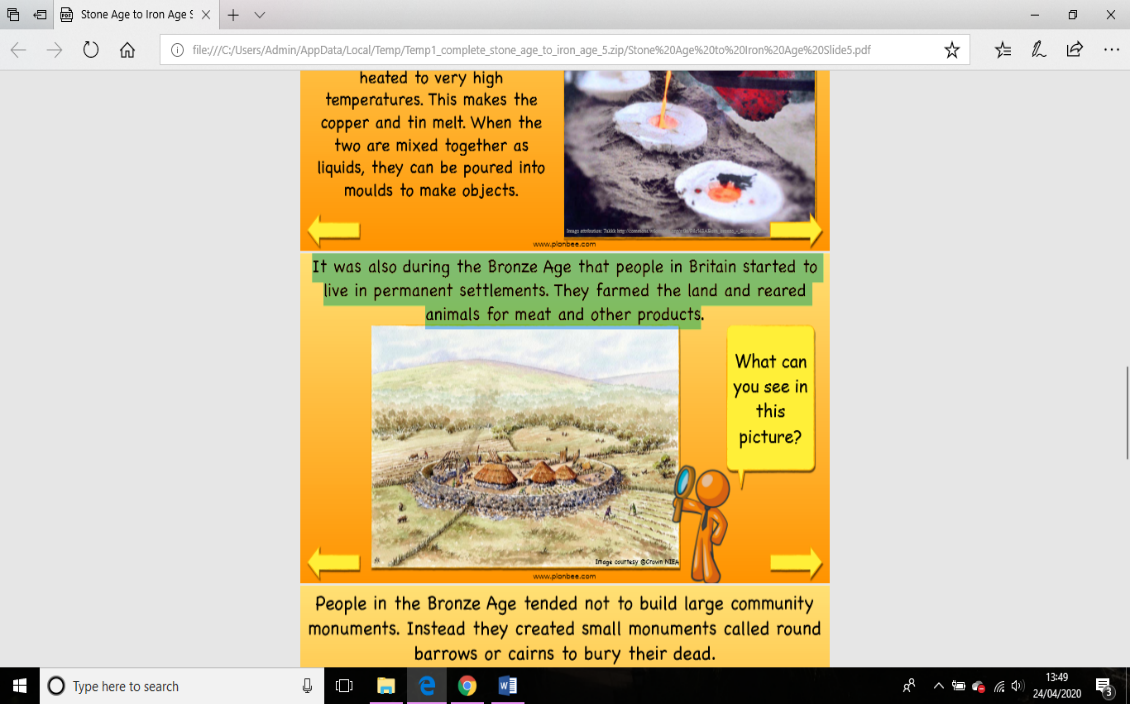 Stone Age to Iron Age S
file:///C:/Users/Admin/AppData/Local/Temp/Temp1_complete_stone_age_to_iron_age_5.zip/Stone%20Age%20to%20Iron%20Age%20Slide5.pdf
heated to very high
temperatures. This makes the
copper and tin melt. When the
two are mixed together as
liquids, they can be poured into
moulds to make objects.
www.planbee.com
It was also during the Bronze Age that people in Britain started to
live in permanent settlements. They farmed the land and reared
animals for meat and other products.
What can
you see in
this
picture?
Image courtesy @Crown NIEA
www.planbee.com
People in the Bronze Age tended not to build large community
monuments. Instead they created small monuments called round
barrows or cairns to bury their dead.
Type here to search
13:49
24/04/2020
3